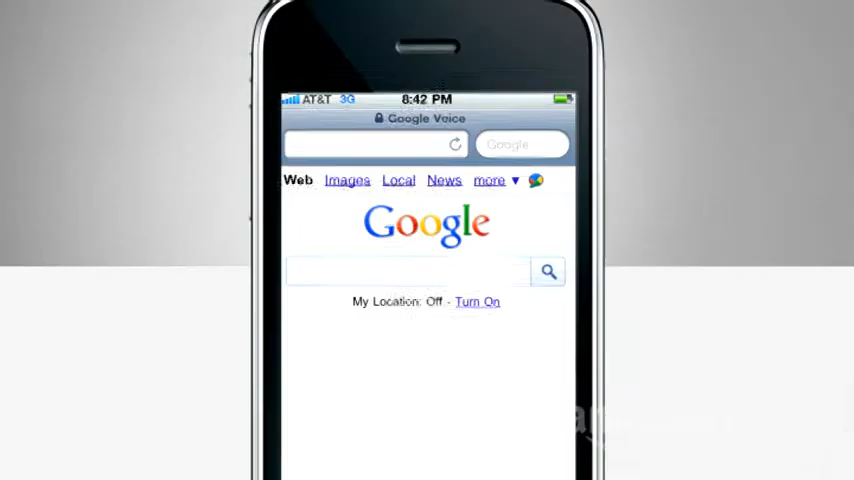 AT&T 3G 8:42 PM
Google Voice
Google
Web Images Local News more ▼
Google
My Location: Off - Turn On